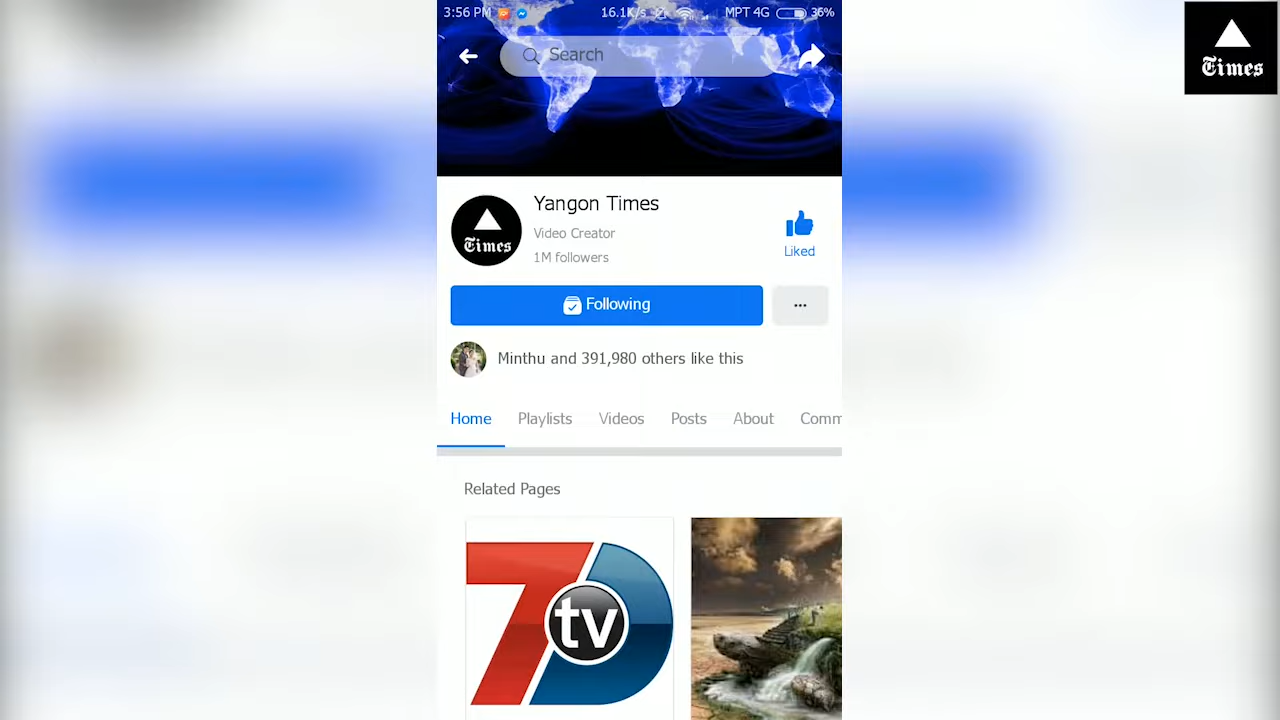 3:56 PM 16.1K/s MPT 4G 36%
Times
Search
Yangon Times
Times
Video Creator
1M followers
Liked
Following
Minthu and 391,980 others like this
Home Playlists Videos Posts About Comm
Related Pages
7D
tv